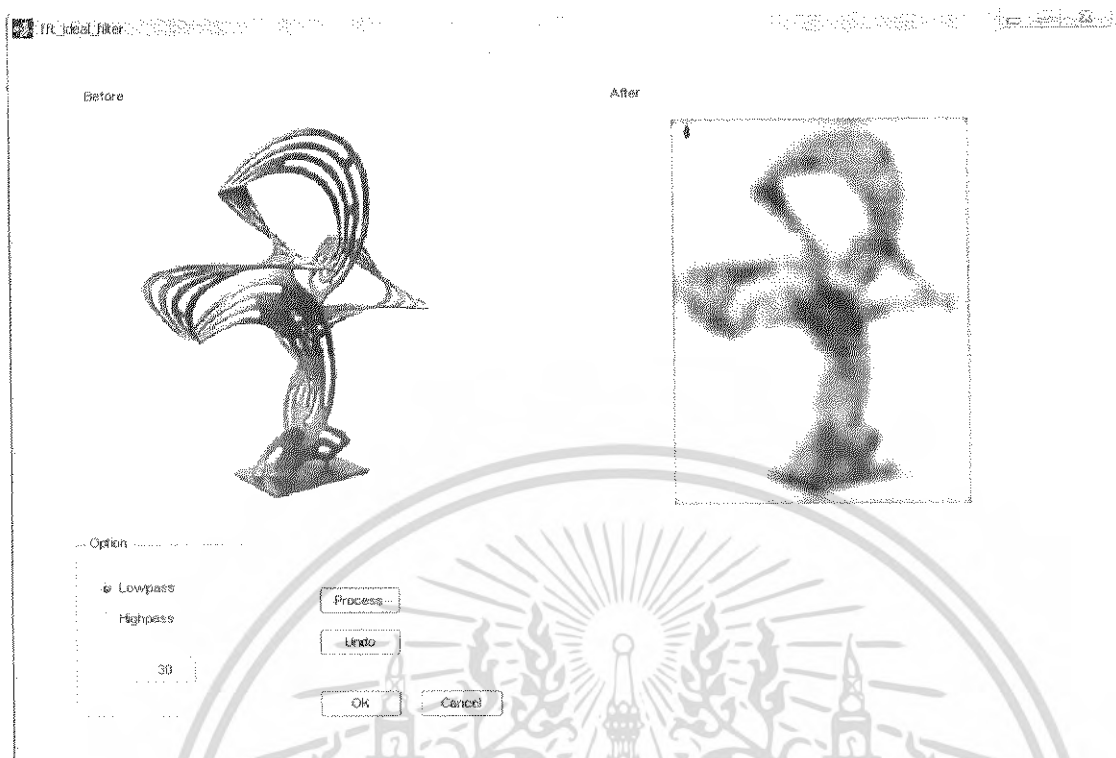 fft_ideal_filter
Before
After
Option
Lowpass
Highpass
30
Process
Undo
OK
Cancel